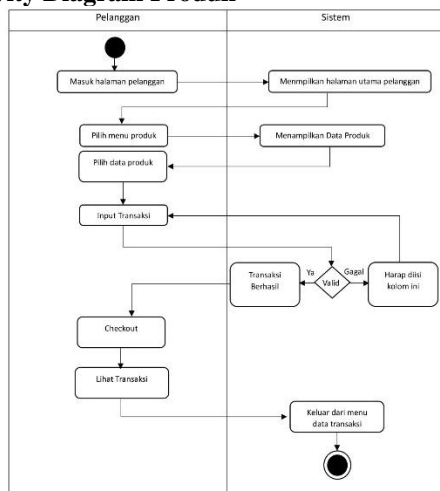 Activity Diagram Produk
Pelanggan
Sistem
Masuk halaman pelanggan
Menmpilkan halaman utama pelanggan
Pilih menu produk
Menampilkan Data Produk
Pilih data produk
Input Transaksi
Transaksi
Berhasil
Ya
Valid
Gagal
Harap diisi
kolom ini
Checkout
Lihat Transaksi
Keluar dari menu
data transaksi